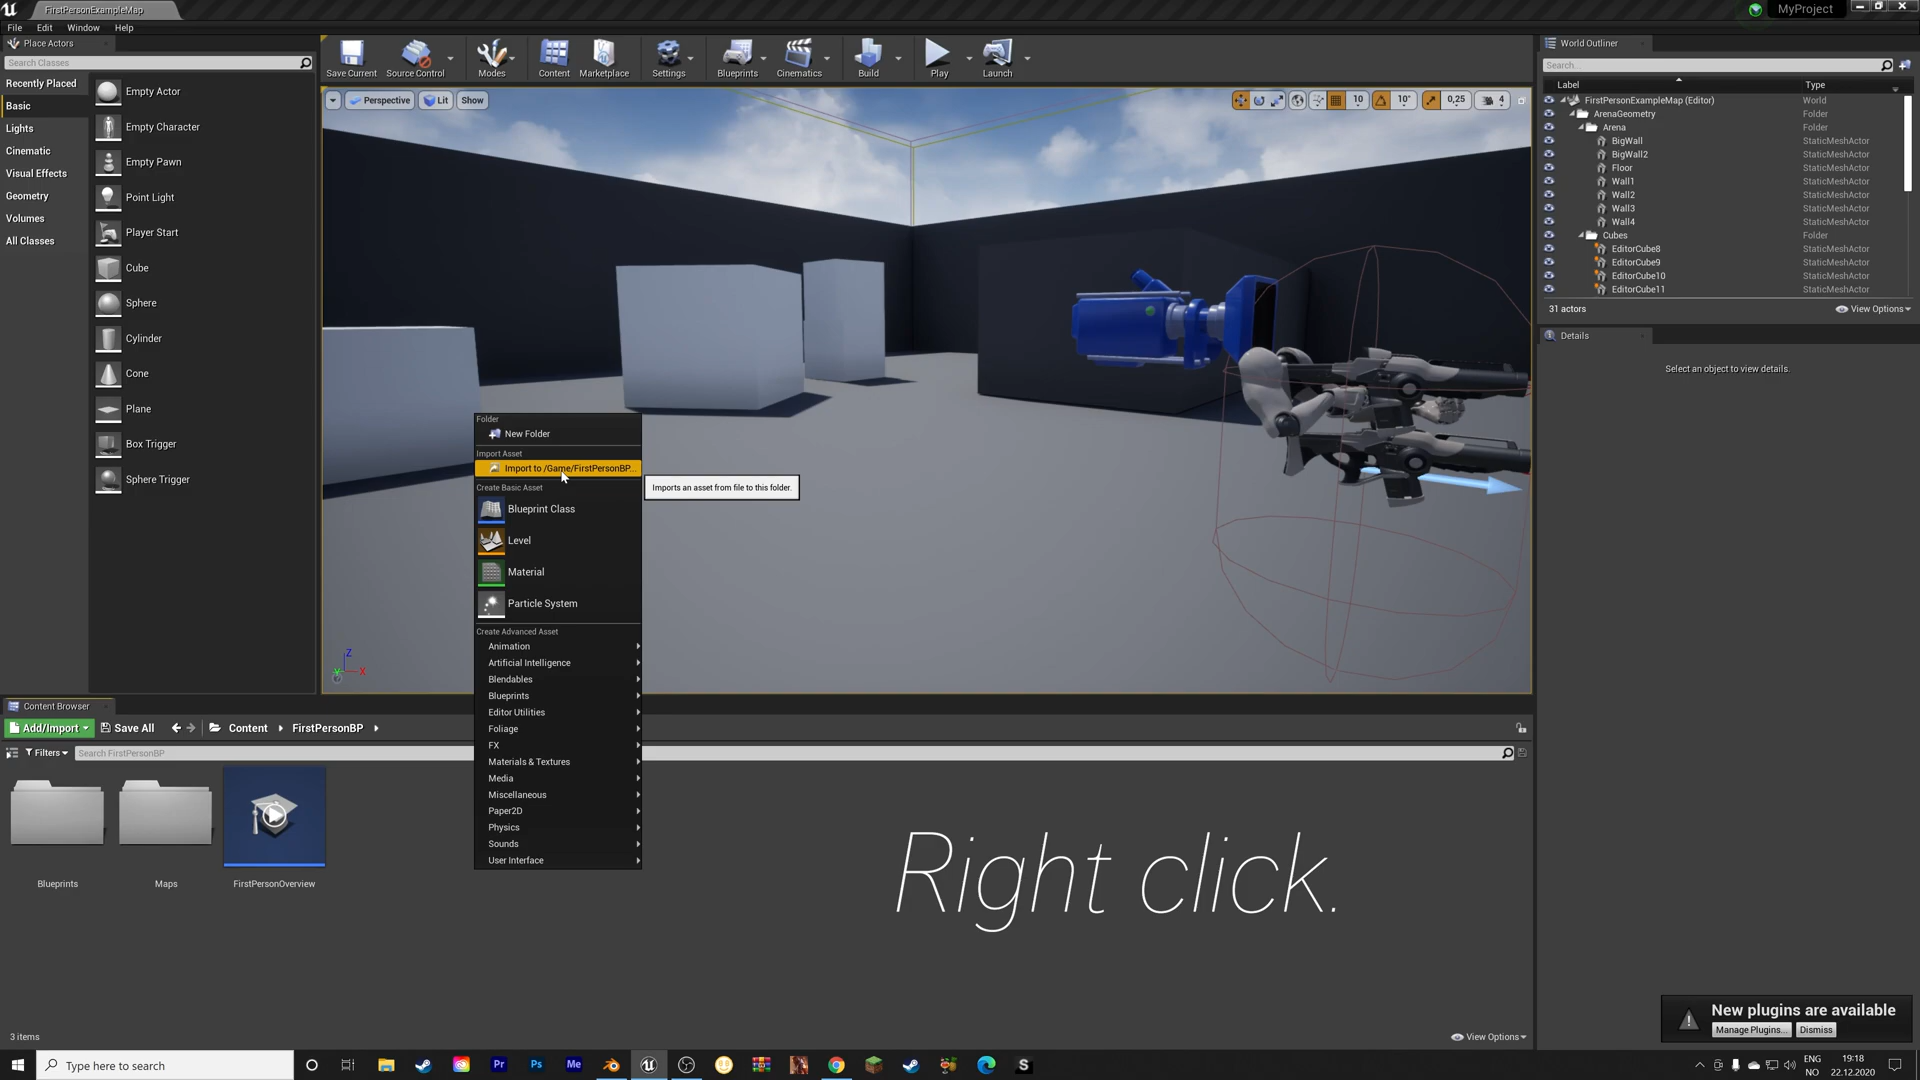 FirstPersonExampleMap
MyProject
File Edit Window Help
Place Actors
Search Classes
Recently Placed
Basic
Lights
Cinematic
Visual Effects
Geometry
Volumes
All Classes
Empty Actor
Empty Character
Empty Pawn
Point Light
Player Start
Cube
Sphere
Cylinder
Cone
Plane
Box Trigger
Sphere Trigger
Save Current Source Control Modes Content Marketplace Settings Blueprints Cinematics Build Play Launch
Perspective Lit Show
10 10° 0,25 4
Z
X
World Outliner
Search...
Label Type
FirstPersonExampleMap (Editor) World
ArenaGeometry Folder
Arena Folder
BigWall StaticMeshActor
BigWall2 StaticMeshActor
Floor StaticMeshActor
Wall1 StaticMeshActor
Wall2 StaticMeshActor
Wall3 StaticMeshActor
Wall4 StaticMeshActor
Cubes Folder
EditorCube8 StaticMeshActor
EditorCube9 StaticMeshActor
EditorCube10 StaticMeshActor
EditorCube11 StaticMeshActor
31 actors View Options
Details
Select an object to view details.
Folder
New Folder
Import Asset
Import to /Game/FirstPersonBP...
Imports an asset from file to this folder.
Create Basic Asset
Blueprint Class
Level
Material
Particle System
Create Advanced Asset
Animation
Artificial Intelligence
Blendables
Blueprints
Editor Utilities
Foliage
FX
Materials & Textures
Media
Miscellaneous
Paper2D
Physics
Sounds
User Interface
Content Browser
Add/Import Save All Content FirstPersonBP
Filters Search FirstPersonBP
Blueprints Maps FirstPersonOverview
3 items View Options
Right click.
New plugins are available
Manage Plugins... Dismiss
Type here to search
Pr Ps Me S
ENG 19:18
NO 22.12.2020